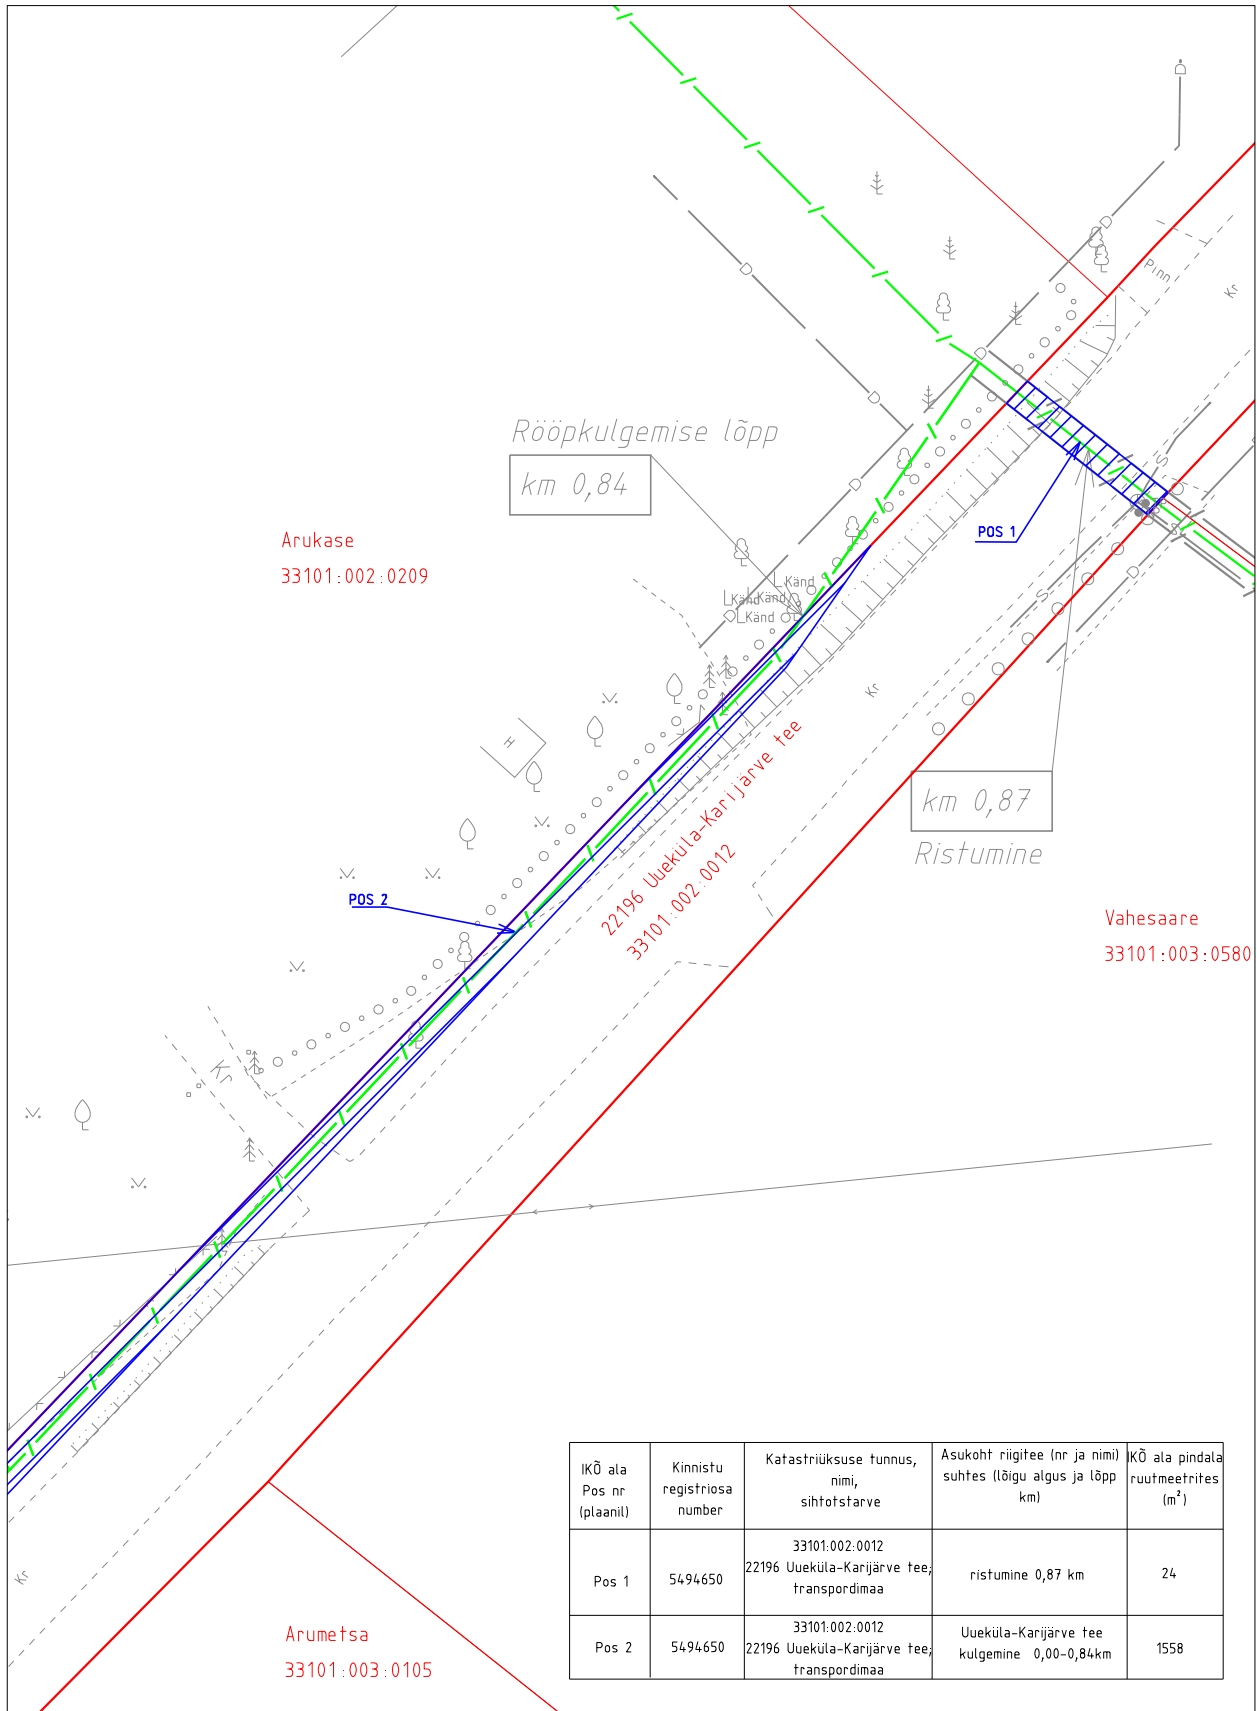 Pinn
Kr
Rööpkulgemise lõpp
km 0,84
S
POS 1
Arukase
33101:002:0209
Känd
Känd
Känd
Känd
S
Kr
H
22196 Uueküla-Karijärve tee
33101:002:0012
km 0,87
Ristumine
POS 2
Vahesaare
33101:003:0580
Kr
Kr
Arumetsa
33101:003:0105
IKÕ ala
Pos nr
(plaanil)
Kinnistu
registriosa
number
Katastriüksuse tunnus,
nimi,
sihtotstarve
Asukoht riigitee (nr ja nimi)
suhtes (lõigu algus ja lõpp
km)
IKÕ ala pindala
ruutmeetrites
(m²)
Pos 1
5494650
33101:002:0012
22196 Uueküla-Karijärve tee;
transpordimaa
ristumine 0,87 km
24
Pos 2
5494650
33101:002:0012
22196 Uueküla-Karijärve tee;
transpordimaa
Uueküla-Karijärve tee
kulgemine 0,00-0,84km
1558